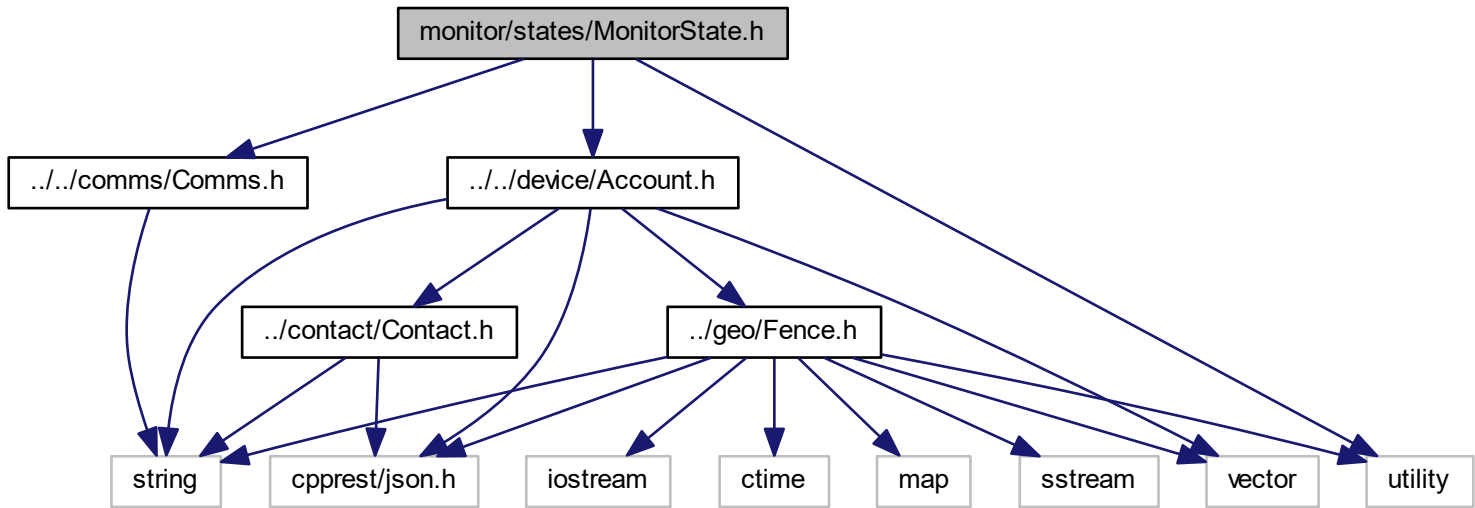 monitor/states/MonitorState.h
../../comms/Comms.h
../../device/Account.h
../contact/Contact.h
../geo/Fence.h
string
cpprest/json.h
iostream
ctime
map
sstream
vector
utility